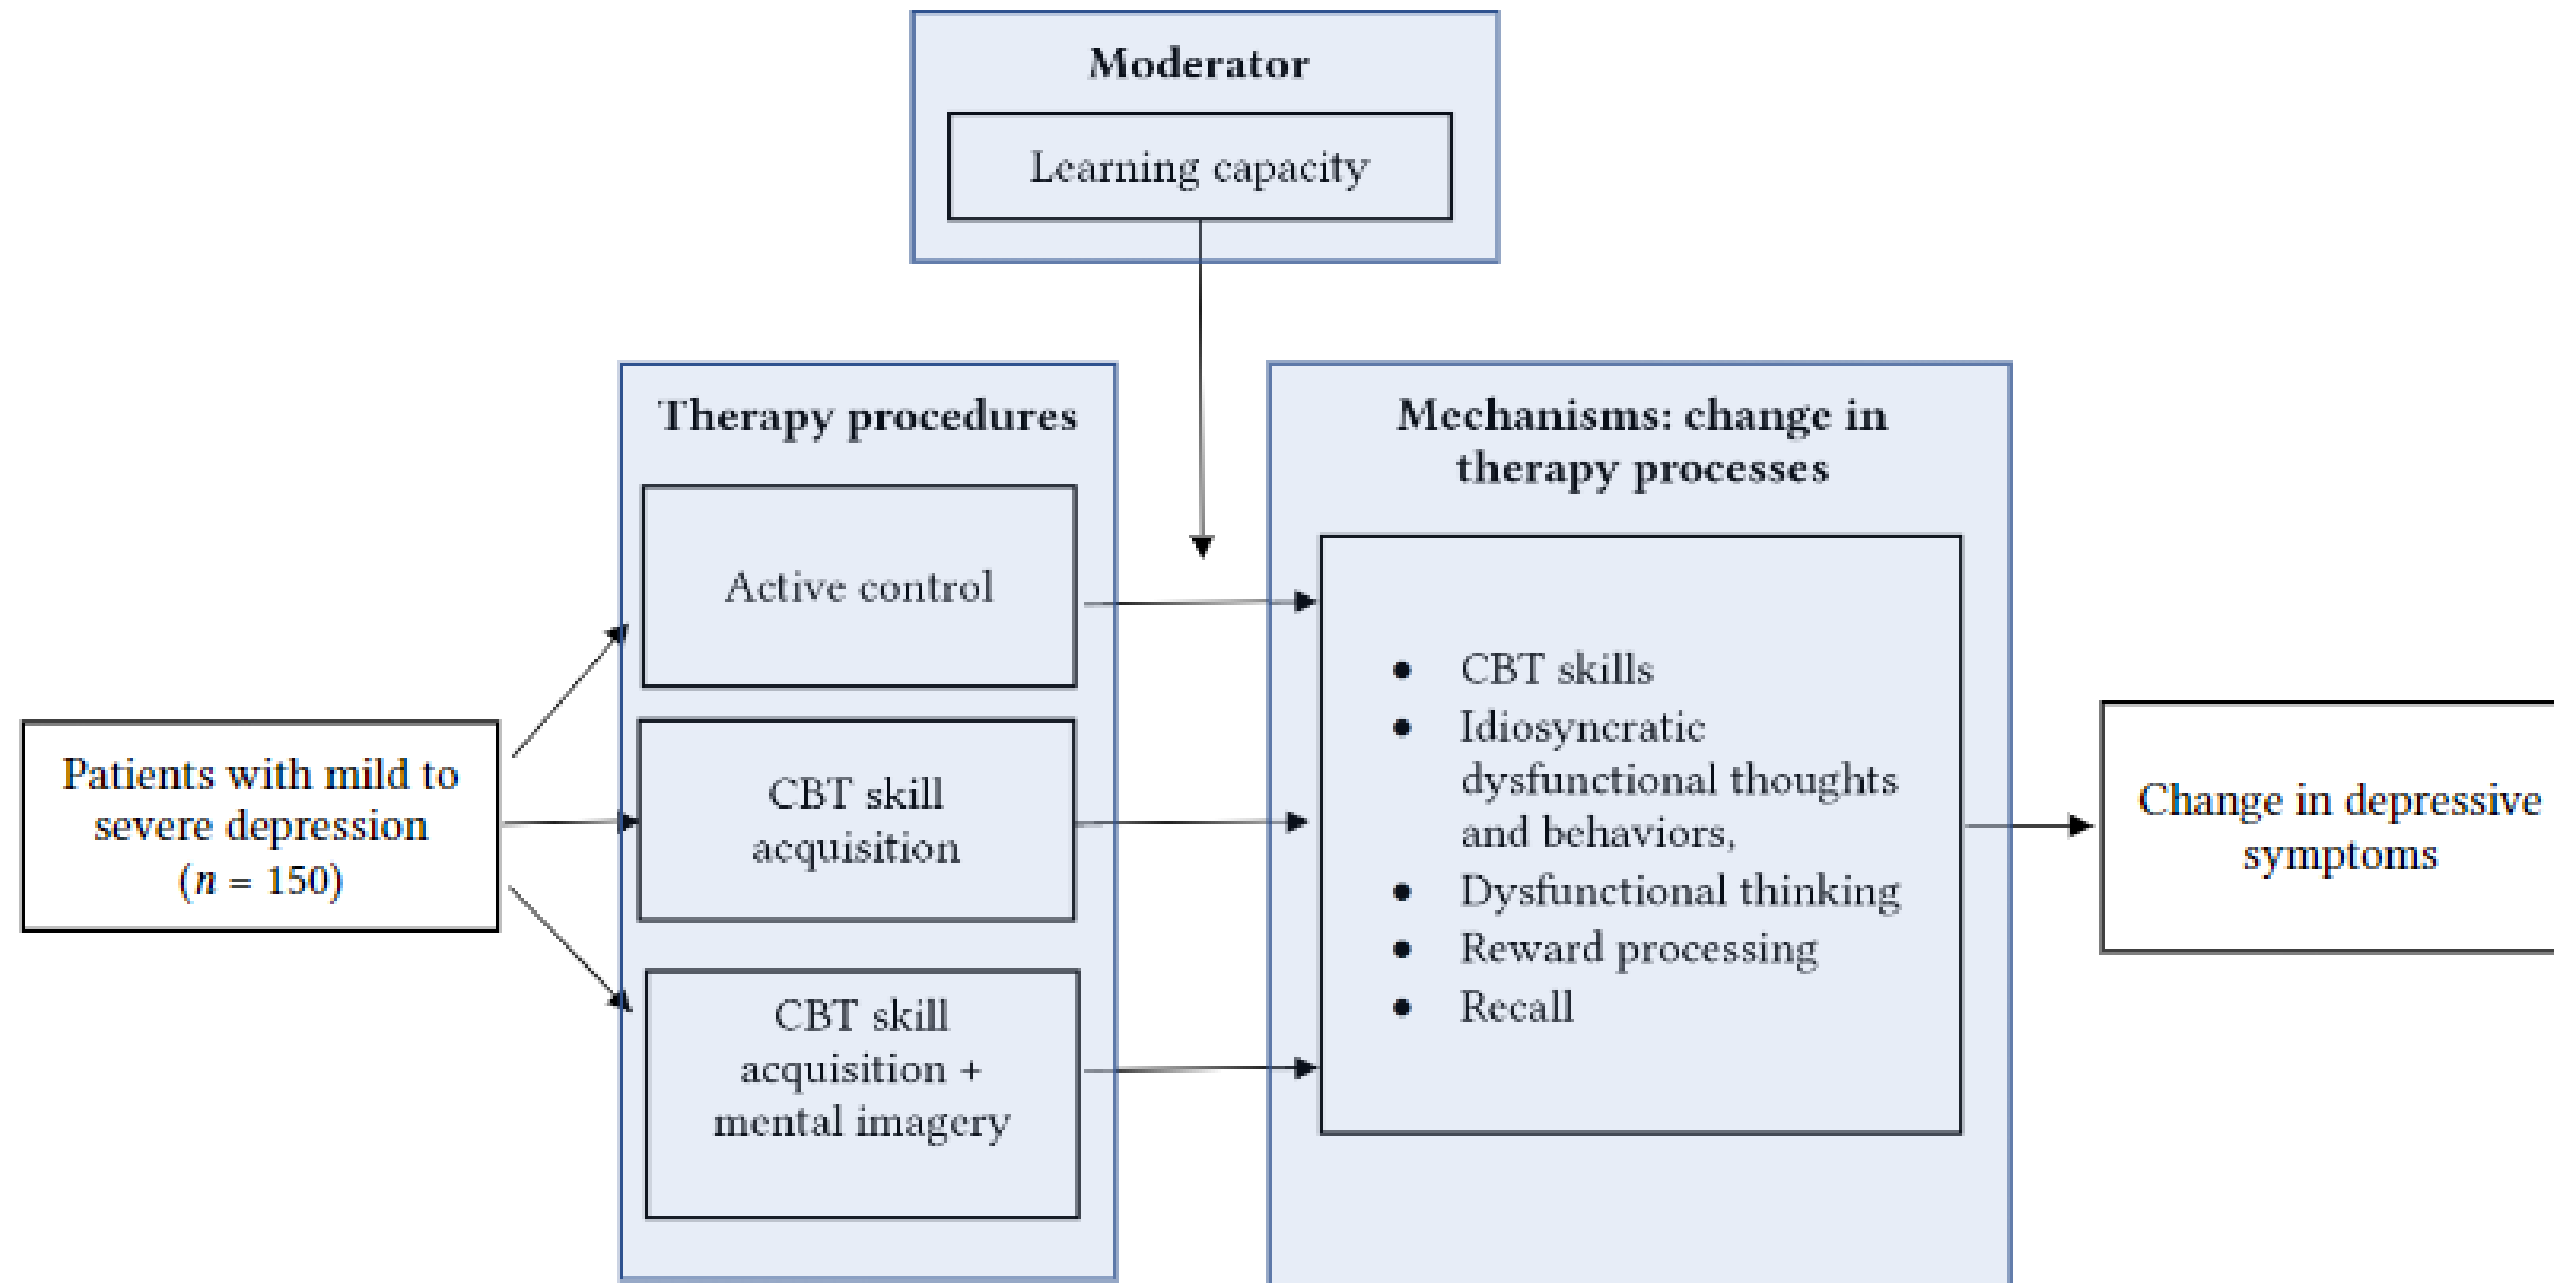 Moderator
Learning capacity
Therapy procedures
Active control
CBT skill
acquisition
CBT skill
acquisition +
mental imagery
Mechanisms: change in
therapy processes
● CBT skills
● Idiosyncratic
dysfunctional thoughts
and behaviors,
● Dysfunctional thinking
● Reward processing
● Recall
Patients with mild to
severe depression
(n = 150)
Change in depressive
symptoms